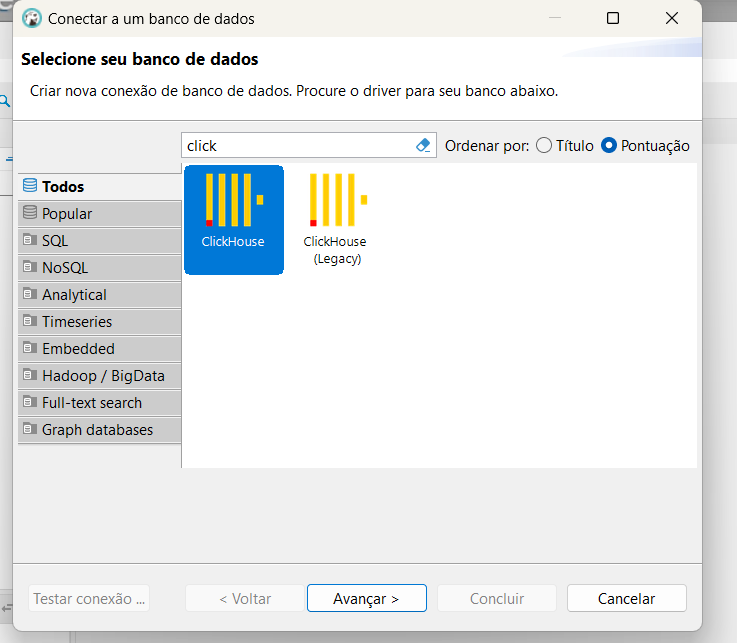 Conectar a um banco de dados
Selecione seu banco de dados
Criar nova conexão de banco de dados. Procure o driver para seu banco abaixo.
click
Ordenar por: Título Pontuação
Todos
Popular
SQL
NoSQL
Analytical
Timeseries
Embedded
Hadoop / BigData
Full-text search
Graph databases
ClickHouse
ClickHouse
(Legacy)
Testar conexão ...
< Voltar
Avançar >
Concluir
Cancelar